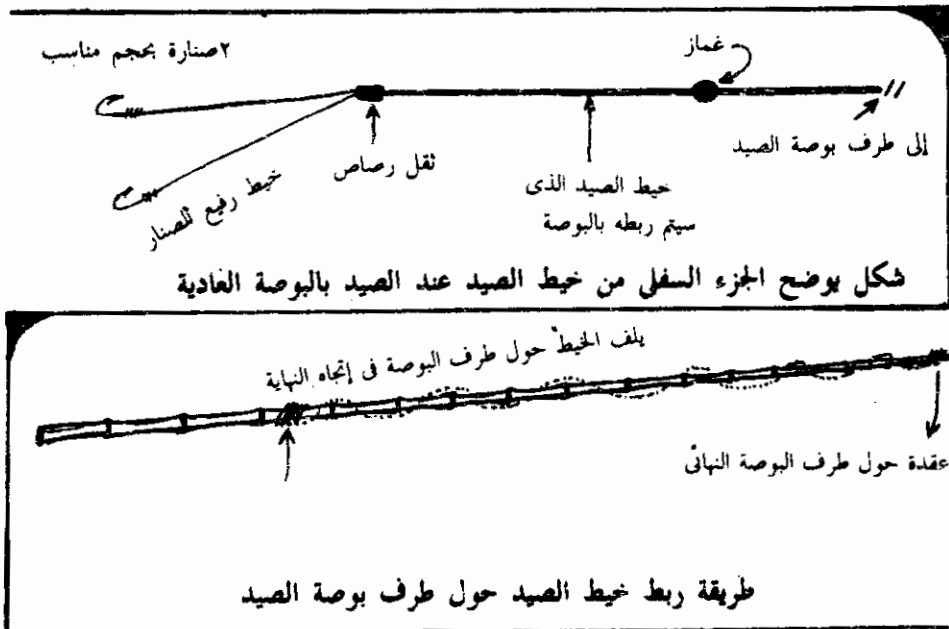 ٢صنارة بحجم مناسب
غماز
إلى طرف بوصة الصيد
ثقل رصاص
خيط الصيد الذى
سيتم ربطه بالبوصة
خيط رفيع للصنار
شكل يوضح الجزء السفلى من خيط الصيد عند الصيد بالبوصة العادية
يلف الخيط حول طرف البوصة فى إتجاه النهاية
عقدة حول طرف البوصة النهائى
طريقة ربط خيط الصيد حول طرف بوصة الصيد